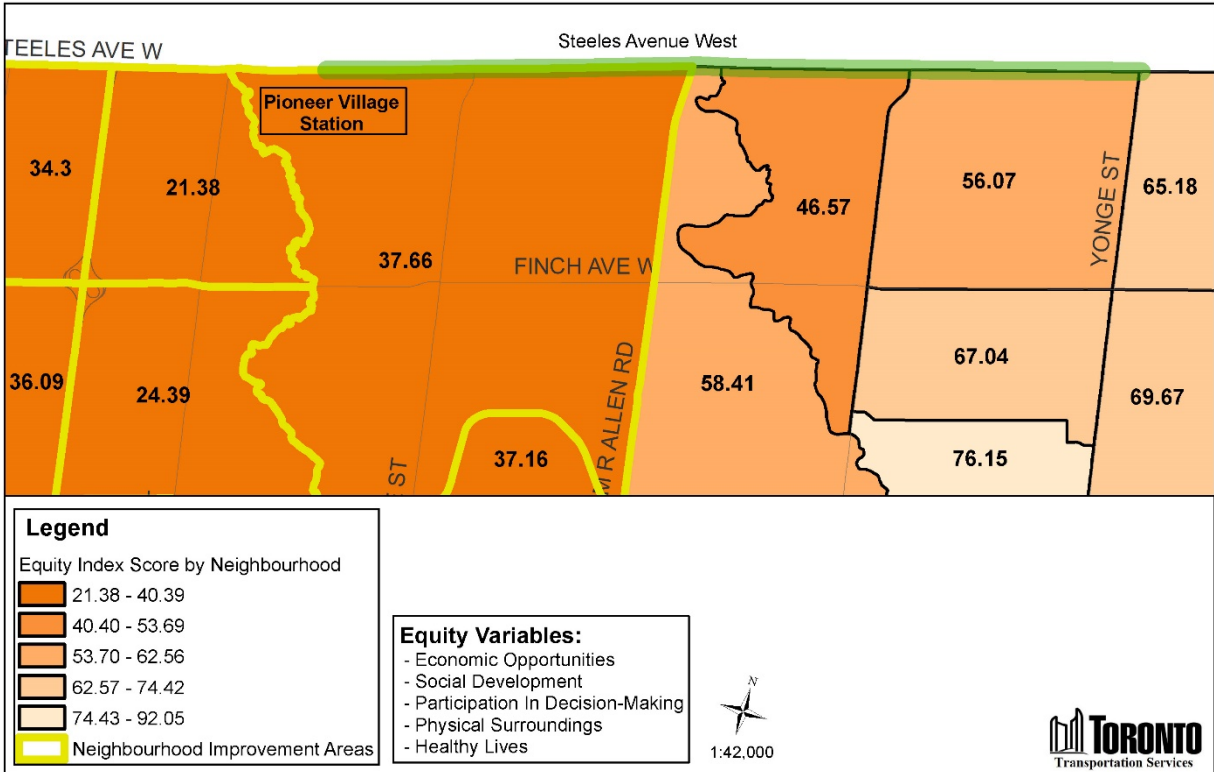 TEELES AVE W
Steeles Avenue West
Pioneer Village
Station
34.3
21.38
37.66
46.57
56.07
65.18
YONGE ST
FINCH AVE W
36.09
24.39
58.41
67.04
69.67
M R ALLEN RD
37.16
76.15
ST
Legend
Equity Index Score by Neighbourhood
21.38 - 40.39
40.40 - 53.69
53.70 - 62.56
62.57 - 74.42
74.43 - 92.05
Neighbourhood Improvement Areas
Equity Variables:
- Economic Opportunities
- Social Development
- Participation In Decision-Making
- Physical Surroundings
- Healthy Lives
N
1:42,000
TORONTO
Transportation Services